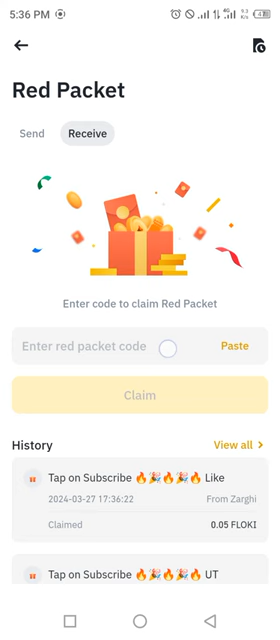 5:36 PM
Red Packet
Send Receive
Enter code to claim Red Packet
Enter red packet code Paste
Claim
History View all >
Tap on Subscribe 🔥🎉🔥🎉🔥 Like
2024-03-27 17:36:22 From Zarghi
Claimed 0.05 FLOKI
Tap on Subscribe 🔥🎉🔥🎉🔥 UT